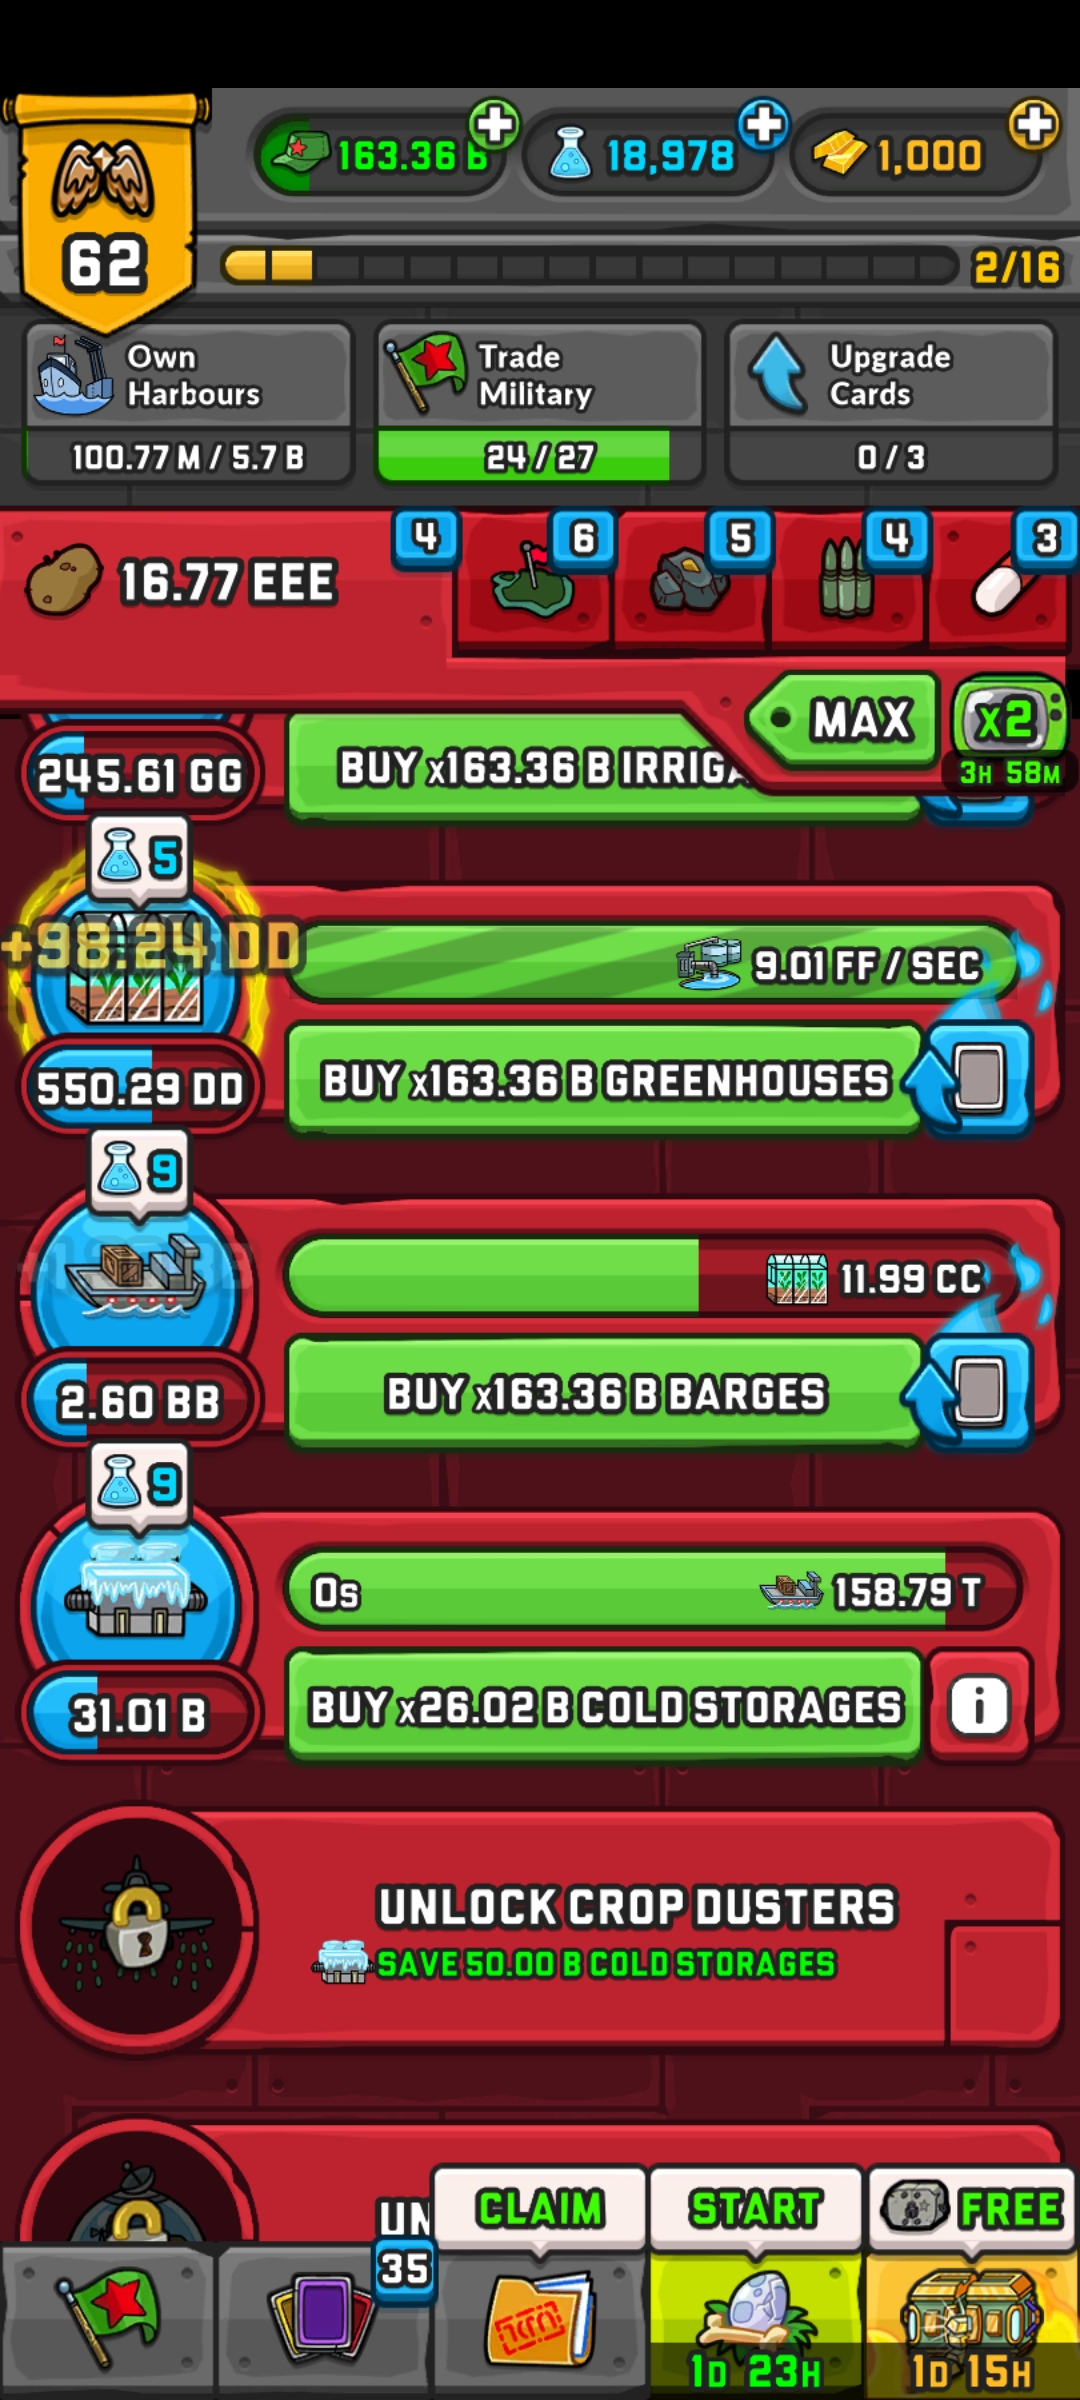 163.36 B
18,978
1,000
62
2/16
Own
Harbours
100.77 M / 5.7 B
Trade
Military
24 / 27
Upgrade
Cards
0 / 3
16.77 EEE
4
6
5
4
3
MAX
x2
3H 58M
245.61 GG
BUY x163.36 B
5
+98.24 DD
9.01 FF / SEC
550.29 DD
BUY x163.36 B GREENHOUSES
9
11.99 CC
2.60 BB
BUY x163.36 B BARGES
9
0s
158.79 T
31.01 B
BUY x26.02 B COLD STORAGES
i
UNLOCK CROP DUSTERS
SAVE 50.00 B COLD STORAGES
UN
CLAIM
START
FREE
35
1D 23H
1D 15H